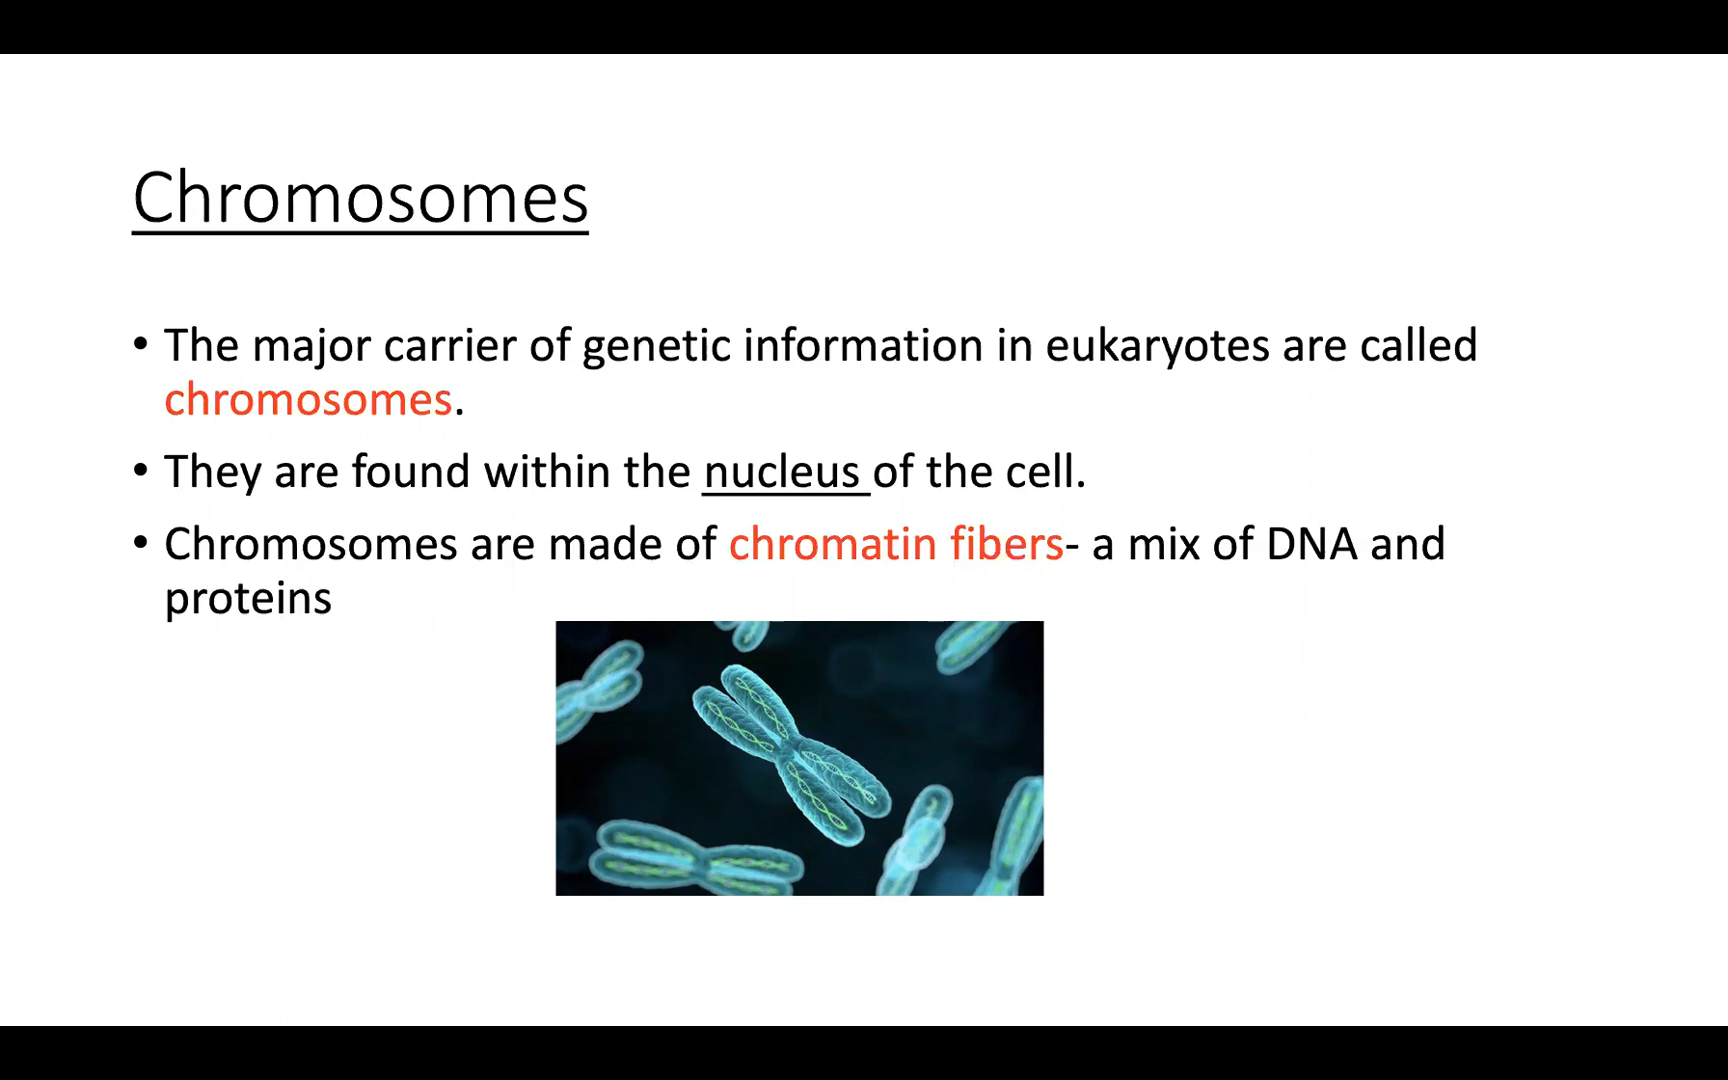 Chromosomes
• The major carrier of genetic information in eukaryotes are called
chromosomes.
• They are found within the nucleus of the cell.
• Chromosomes are made of chromatin fibers- a mix of DNA and
proteins